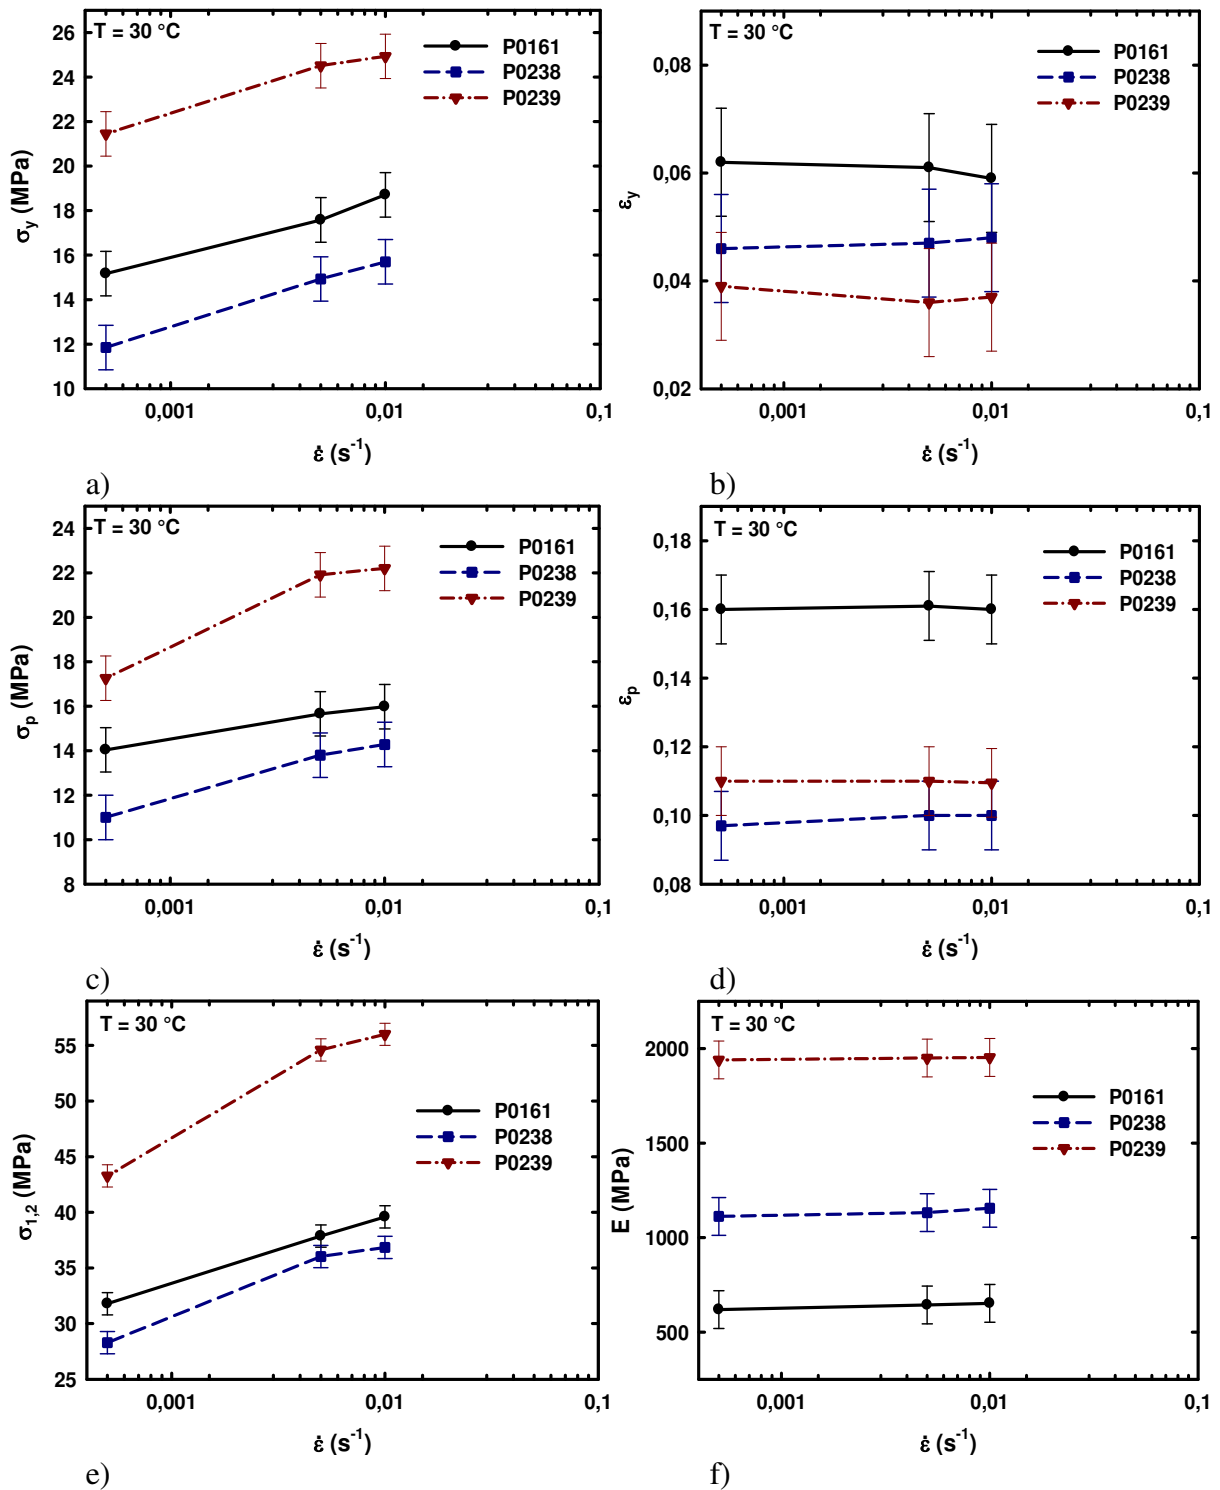 T = 30 °C
P0161
P0238
P0239
26
24
22
20
18
16
14
12
10
σy (MPa)
0,001
0,01
0,1
ε̇ (s-1)
a)
T = 30 °C
P0161
P0238
P0239
0,08
0,06
0,04
0,02
εy
0,001
0,01
0,1
ε̇ (s-1)
b)
T = 30 °C
P0161
P0238
P0239
24
22
20
18
16
14
12
10
8
σp (MPa)
0,001
0,01
0,1
ε̇ (s-1)
c)
T = 30 °C
P0161
P0238
P0239
0,18
0,16
0,14
0,12
0,10
0,08
εp
0,001
0,01
0,1
ε̇ (s-1)
d)
T = 30 °C
P0161
P0238
P0239
55
50
45
40
35
30
25
σ1,2 (MPa)
0,001
0,01
0,1
ε̇ (s-1)
e)
T = 30 °C
P0161
P0238
P0239
2000
1500
1000
500
E (MPa)
0,001
0,01
0,1
ε̇ (s-1)
f)